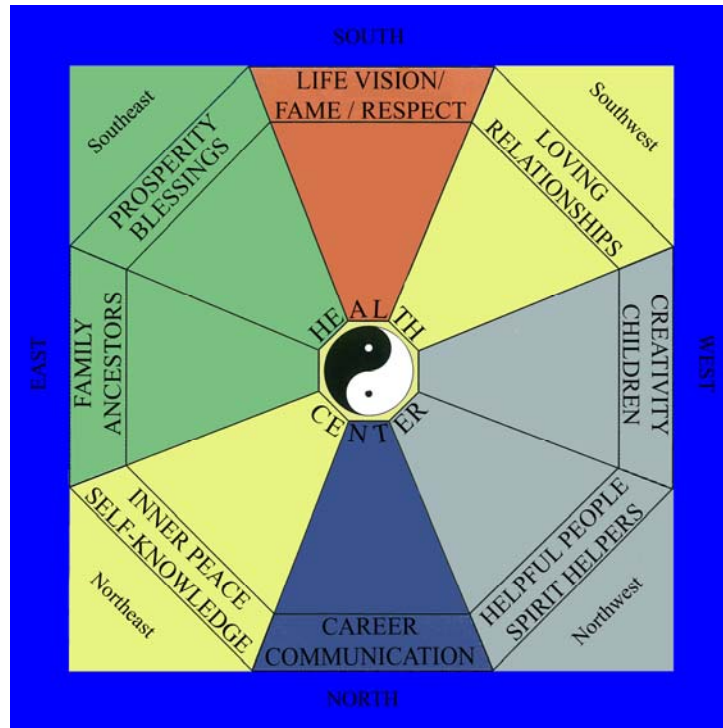 SOUTH
LIFE VISION/
FAME / RESPECT
Southeast
PROSPERITY
BLESSINGS
Southwest
LOVING
RELATIONSHIPS
EAST
FAMILY
ANCESTORS
HEALTH
CENTER
CREATIVITY
CHILDREN
WEST
INNER PEACE
SELF-KNOWLEDGE
Northeast
HELPFUL PEOPLE
SPIRIT HELPERS
Northwest
CAREER
COMMUNICATION
NORTH